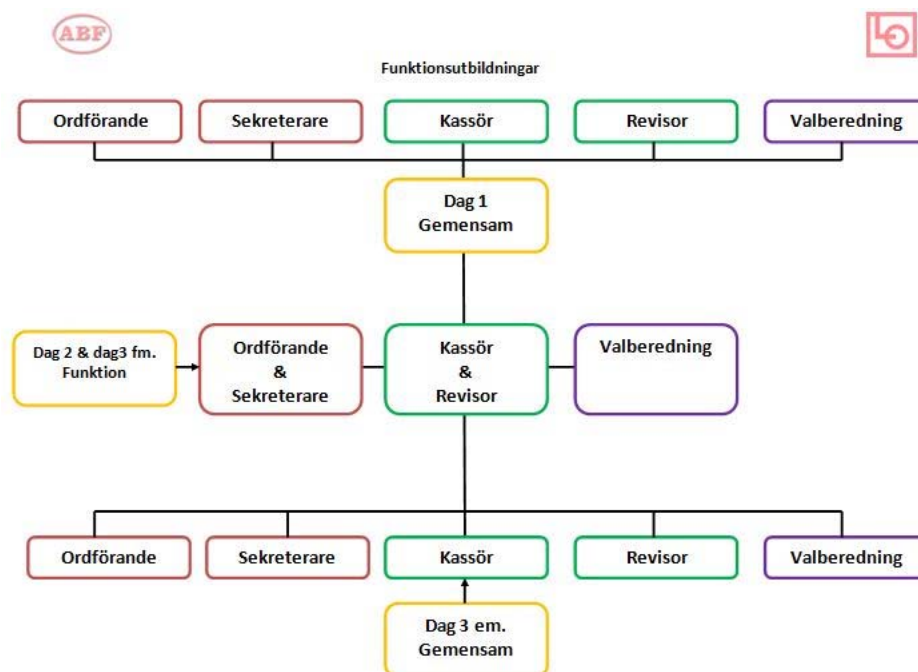 ABF
LO
Funktionsutbildningar
Ordförande
Sekreterare
Kassör
Revisor
Valberedning
Dag 1
Gemensam
Dag 2 & dag3 fm.
Funktion
Ordförande
&
Sekreterare
Kassör
&
Revisor
Valberedning
Ordförande
Sekreterare
Kassör
Revisor
Valberedning
Dag 3 em.
Gemensam